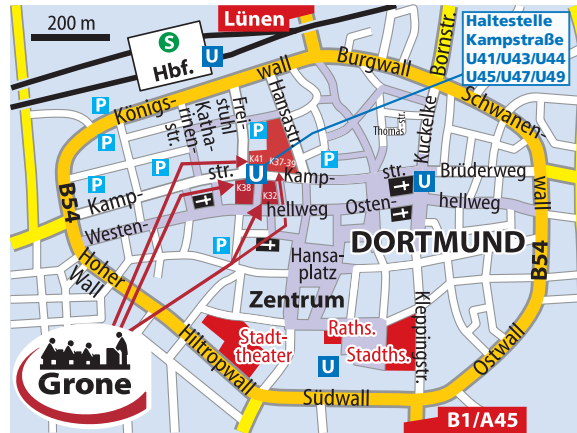 200 m
Lünen
S
U
Hbf.
Haltestelle
Kampstraße
U41/U43/U44
U45/U47/U49
Bornstr.
Burgwall
wall
Königs-
Schwanen-
wall
P
P
P
P
P
P
P
Katha-
rinen-
str.
Frei-
stuhl
Hansastr.
Thomas-str.
Kuckelke-
str.
Brüderweg
K41
K37-39
K38
K32
U
U
Kamp-
str.
Kamp-
Westen-
hellweg
Osten-
hellweg
B54
B54
Hoher
Wall
DORTMUND
Hansa-
platz
Zentrum
Kleppingstr.
Stadt-
theater
Raths.
Stadths.
U
Hiltropwall
Südwall
Ostwall
Grone
B1/A45